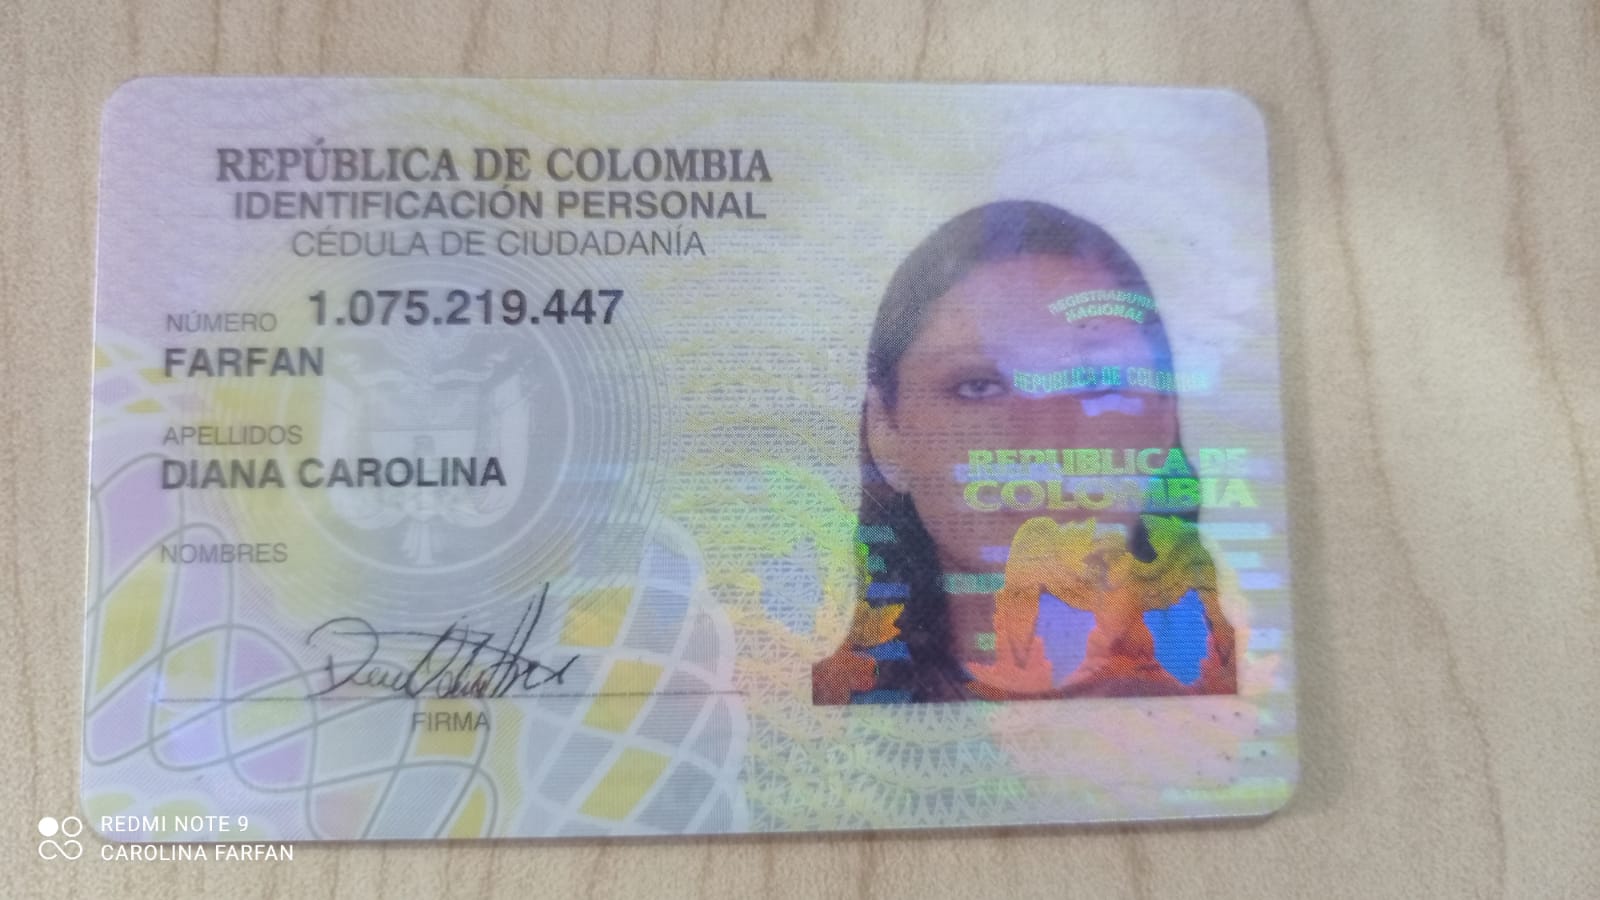 REPÚBLICA DE COLOMBIA
IDENTIFICACIÓN PERSONAL
CÉDULA DE CIUDADANÍA
NÚMERO 1.075.219.447
FARFAN
APELLIDOS
DIANA CAROLINA
NOMBRES
FIRMA
NACIONAL
REPUBLICA DE COLOMBIA
REPUBLICA DE
COLOMBIA
REDMI NOTE 9
CAROLINA FARFAN